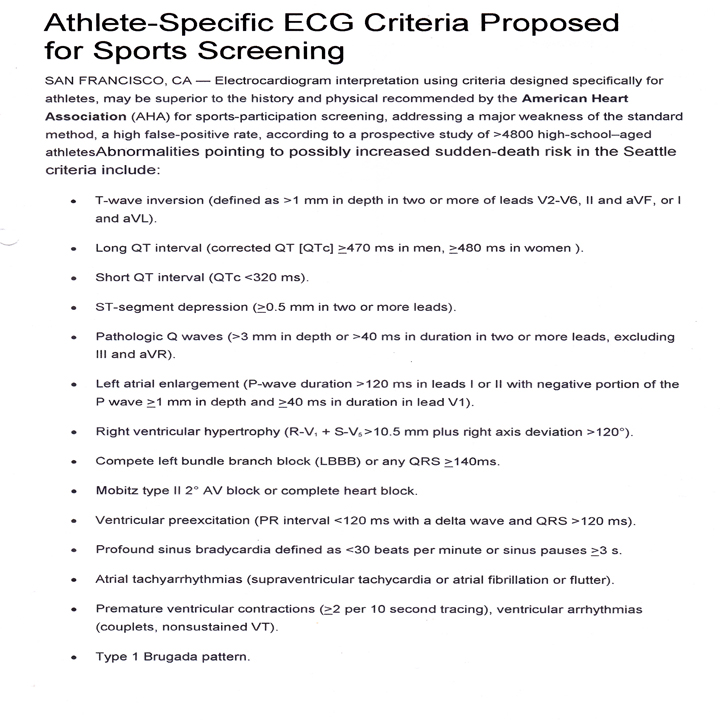 Athlete-Specific ECG Criteria Proposed
for Sports Screening
SAN FRANCISCO, CA — Electrocardiogram interpretation using criteria designed specifically for
athletes, may be superior to the history and physical recommended by the American Heart
Association (AHA) for sports-participation screening, addressing a major weakness of the standard
method, a high false-positive rate, according to a prospective study of >4800 high-school–aged
athletesAbnormalities pointing to possibly increased sudden-death risk in the Seattle
criteria include:
• T-wave inversion (defined as >1 mm in depth in two or more of leads V2-V6, II and aVF, or I
and aVL).
• Long QT interval (corrected QT [QTc] ≥470 ms in men, ≥480 ms in women ).
• Short QT interval (QTc <320 ms).
• ST-segment depression (≥0.5 mm in two or more leads).
• Pathologic Q waves (>3 mm in depth or >40 ms in duration in two or more leads, excluding
III and aVR).
• Left atrial enlargement (P-wave duration >120 ms in leads I or II with negative portion of the
P wave ≥1 mm in depth and ≥40 ms in duration in lead V1).
• Right ventricular hypertrophy (R-V₁ + S-V₅ >10.5 mm plus right axis deviation >120°).
• Compete left bundle branch block (LBBB) or any QRS ≥140ms.
• Mobitz type II 2° AV block or complete heart block.
• Ventricular preexcitation (PR interval <120 ms with a delta wave and QRS >120 ms).
• Profound sinus bradycardia defined as <30 beats per minute or sinus pauses ≥3 s.
• Atrial tachyarrhythmias (supraventricular tachycardia or atrial fibrillation or flutter).
• Premature ventricular contractions (≥2 per 10 second tracing), ventricular arrhythmias
(couplets, nonsustained VT).
• Type 1 Brugada pattern.